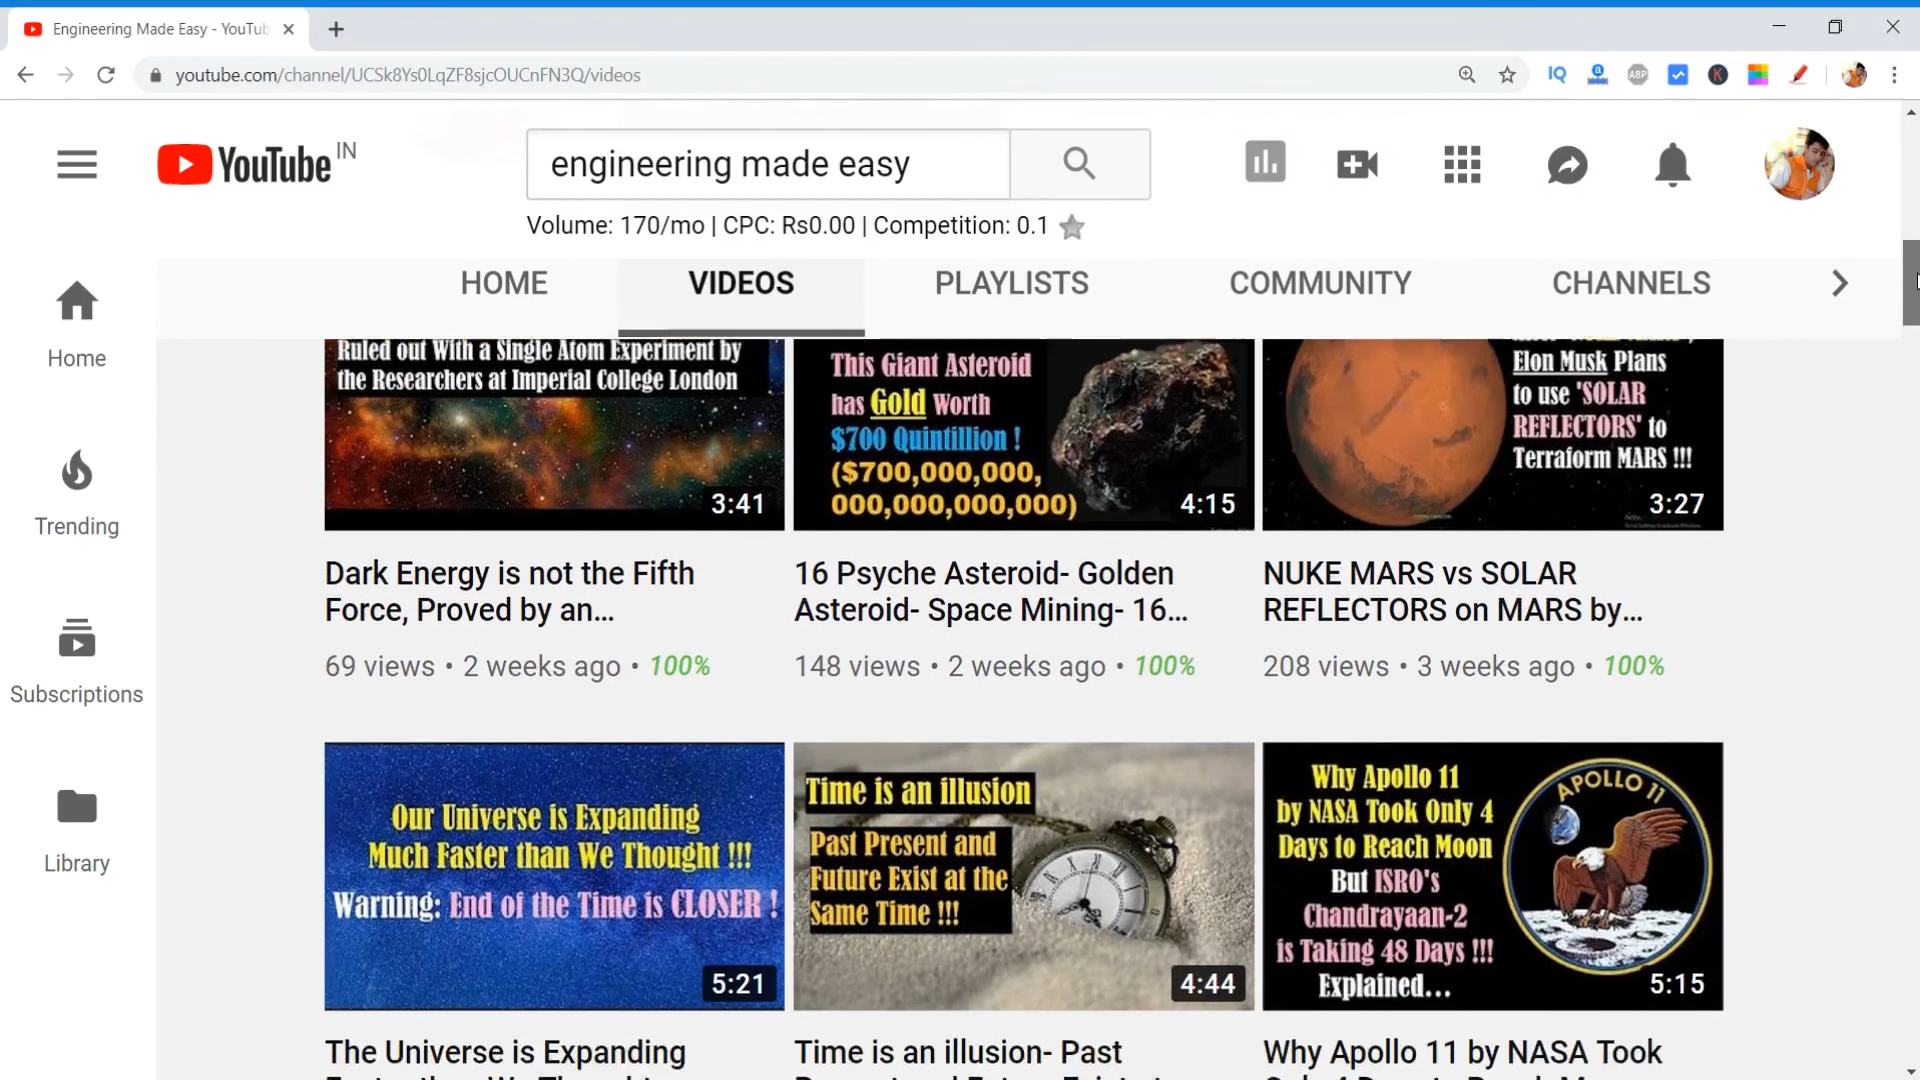 Engineering Made Easy - YouTub
youtube.com/channel/UCSk8Ys0LqZF8sjcOUCnFN3Q/videos
IQ
ABP
K
YouTube IN
engineering made easy
Volume: 170/mo | CPC: Rs0.00 | Competition: 0.1
HOME
VIDEOS
PLAYLISTS
COMMUNITY
CHANNELS
Home
Trending
Subscriptions
Library
Ruled out With a Single Atom Experiment by
the Researchers at Imperial College London
3:41
This Giant Asteroid
has Gold Worth
$700 Quintillion !
($700,000,000,
000,000,000,000)
4:15
Elon Musk Plans
to use 'SOLAR
REFLECTORS' to
Terraform MARS !!!
3:27
Dark Energy is not the Fifth
Force, Proved by an...
69 views • 2 weeks ago • 100%
16 Psyche Asteroid- Golden
Asteroid- Space Mining- 16...
148 views • 2 weeks ago • 100%
NUKE MARS vs SOLAR
REFLECTORS on MARS by...
208 views • 3 weeks ago • 100%
Our Universe is Expanding
Much Faster than We Thought !!!
Warning: End of the Time is CLOSER !
5:21
Time is an illusion
Past Present and
Future Exist at the
Same Time !!!
4:44
Why Apollo 11
by NASA Took Only 4
Days to Reach Moon
But ISRO's
Chandrayaan-2
is Taking 48 Days !!!
Explained...
APOLLO 11
5:15
The Universe is Expanding
Time is an illusion- Past
Why Apollo 11 by NASA Took